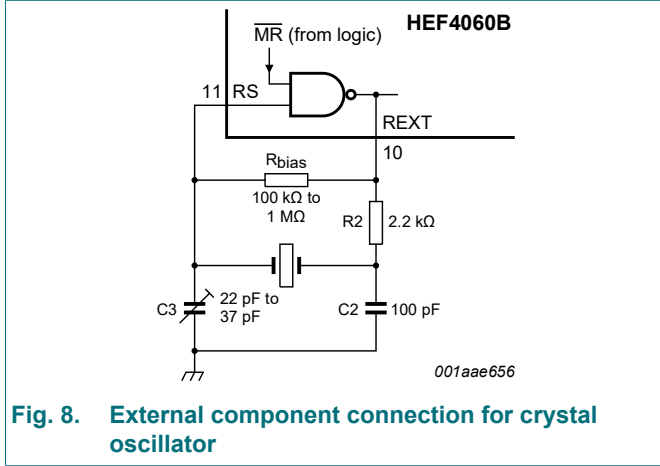 HEF4060B
MR (from logic)
11 RS
REXT
10
Rbias
100 kΩ to
1 MΩ
R2 2.2 kΩ
C3 22 pF to
37 pF
C2 100 pF
001aae656
Fig. 8. External component connection for crystal
oscillator